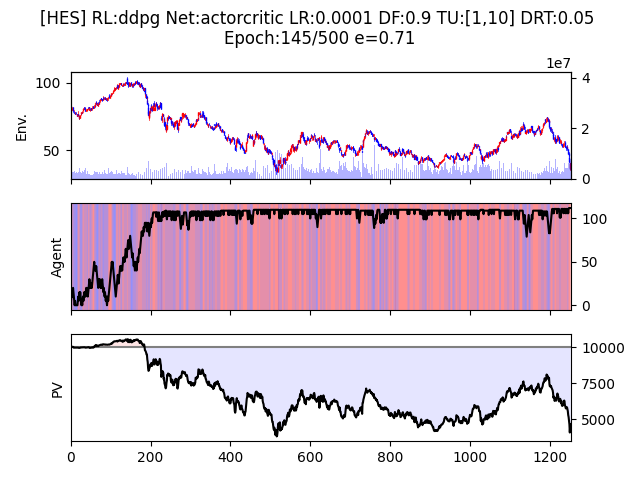 [HES] RL:ddpg Net:actorcritic LR:0.0001 DF:0.9 TU:[1,10] DRT:0.05
Epoch:145/500 e=0.71
1e7
100
50
Env.
4
2
0
Agent
100
50
0
PV
10000
7500
5000
0 200 400 600 800 1000 1200